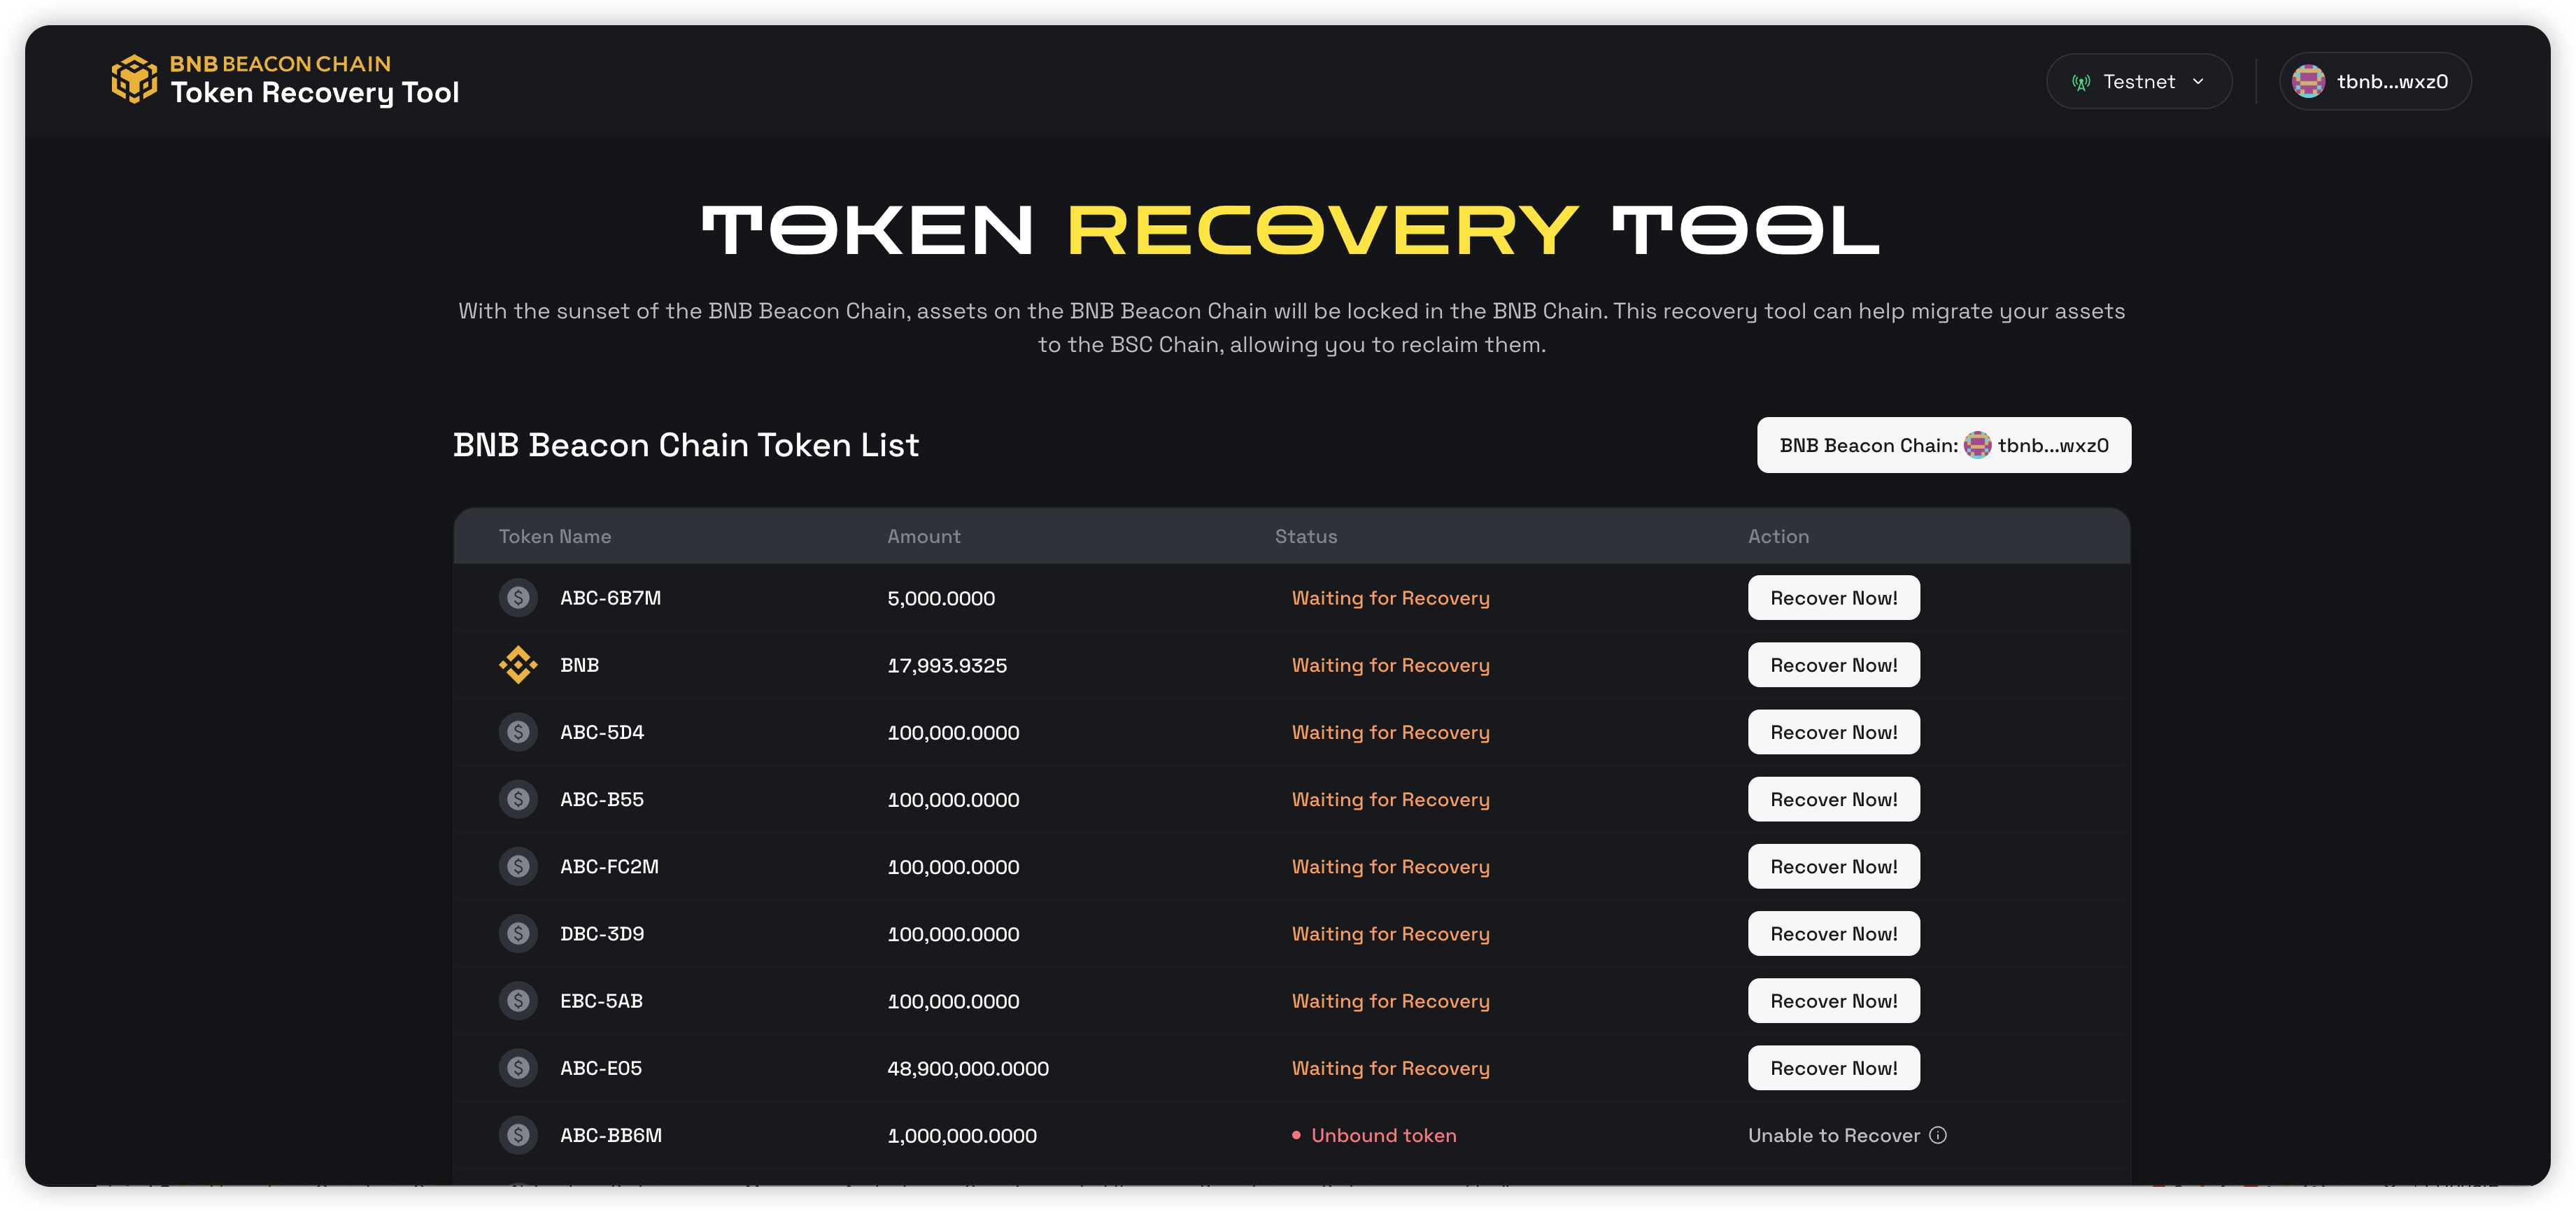 BNB BEACON CHAIN
Token Recovery Tool
Testnet
tbnb...wxz0
TOKEN RECOVERY TOOL
With the sunset of the BNB Beacon Chain, assets on the BNB Beacon Chain will be locked in the BNB Chain. This recovery tool can help migrate your assets
to the BSC Chain, allowing you to reclaim them.
BNB Beacon Chain Token List
BNB Beacon Chain: tbnb...wxz0
Token Name Amount Status Action
ABC-6B7M 5,000.0000 Waiting for Recovery Recover Now!
BNB 17,993.9325 Waiting for Recovery Recover Now!
ABC-5D4 100,000.0000 Waiting for Recovery Recover Now!
ABC-B55 100,000.0000 Waiting for Recovery Recover Now!
ABC-FC2M 100,000.0000 Waiting for Recovery Recover Now!
DBC-3D9 100,000.0000 Waiting for Recovery Recover Now!
EBC-5AB 100,000.0000 Waiting for Recovery Recover Now!
ABC-E05 48,900,000.0000 Waiting for Recovery Recover Now!
ABC-BB6M 1,000,000.0000 Unbound token Unable to Recover